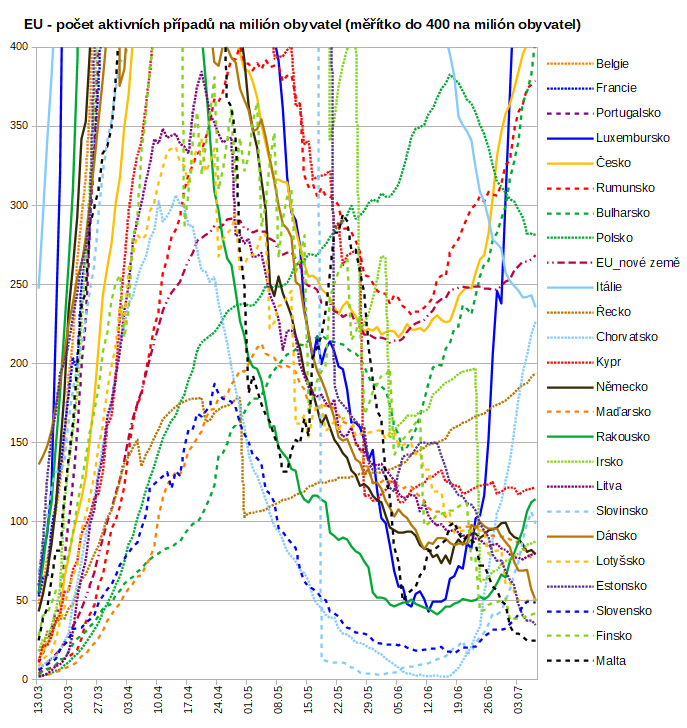 EU - počet aktivních případů na milión obyvatel (měřítko do 400 na milión obyvatel)
400
350
300
250
200
150
100
50
0
13.03
20.03
27.03
03.04
10.04
17.04
24.04
01.05
08.05
15.05
22.05
29.05
05.06
12.06
19.06
26.06
03.07
Belgie
Francie
Portugalsko
Luxembursko
Česko
Rumunsko
Bulharsko
Polsko
EU_nové země
Itálie
Řecko
Chorvatsko
Kypr
Německo
Maďarsko
Rakousko
Irsko
Litva
Slovinsko
Dánsko
Lotyšsko
Estonsko
Slovensko
Finsko
Malta